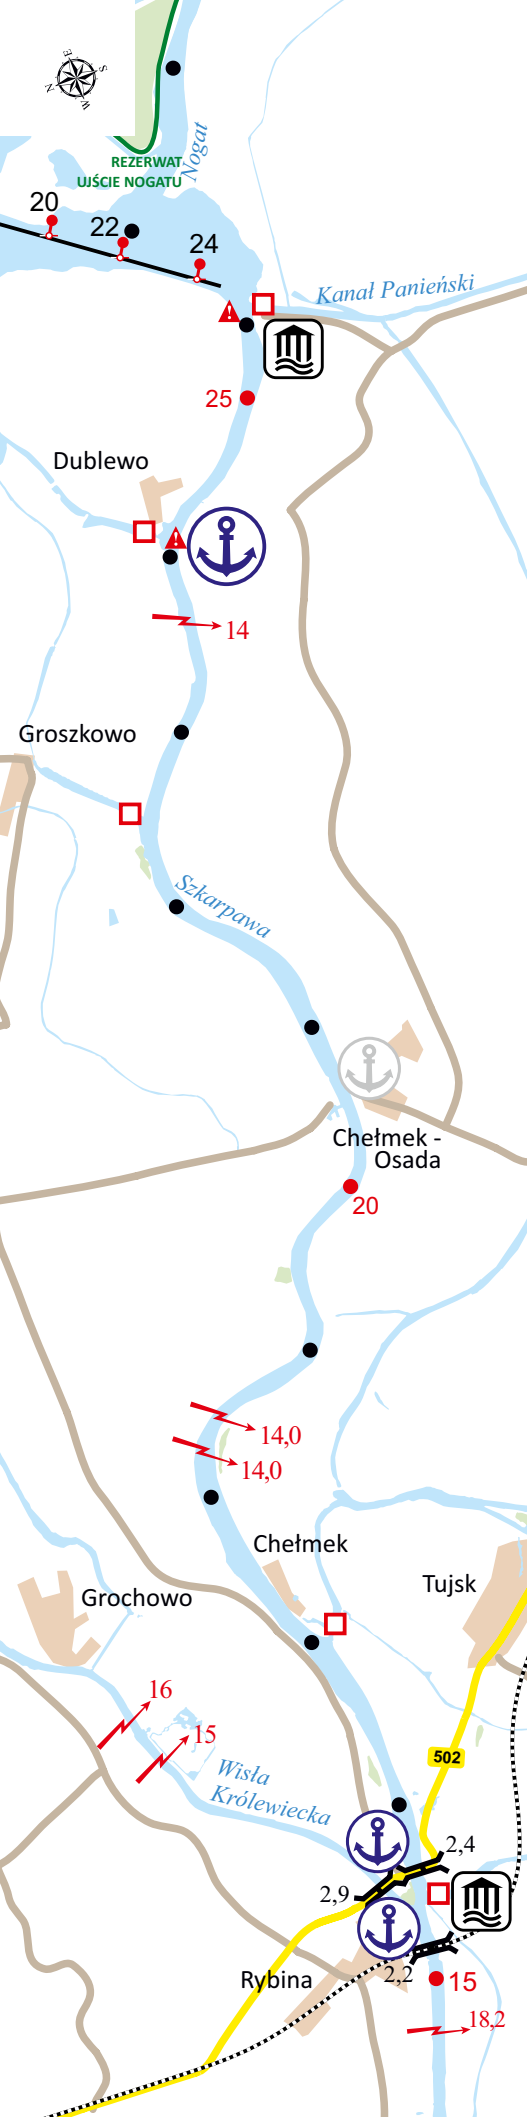 S
E
N
W
Nogat
REZERWAT
UJŚCIE NOGATU
20
22
24
Kanał Panieński
25
Dublewo
14
Groszkowo
Szkarpawa
Chełmek -
Osada
20
14,0
14,0
Chełmek
Tujsk
Grochowo
16
15
502
Wisła
Królewiecka
2,4
2,9
2,2
Rybina
15
18,2